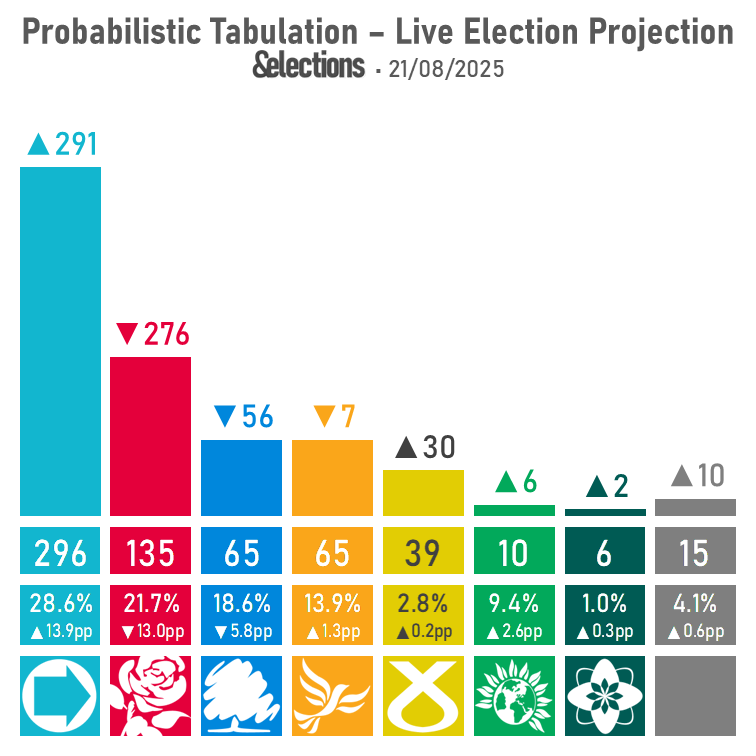 Probabilistic Tabulation – Live Election Projection
&elections · 21/08/2025
▲291
▼276
▼56
▼7
▲30
▲6
▲2
▲10
296 135 65 65 39 10 6 15
28.6% 21.7% 18.6% 13.9% 2.8% 9.4% 1.0% 4.1%
▲13.9pp ▼13.0pp ▼5.8pp ▲1.3pp ▲0.2pp ▲2.6pp ▲0.3pp ▲0.6pp